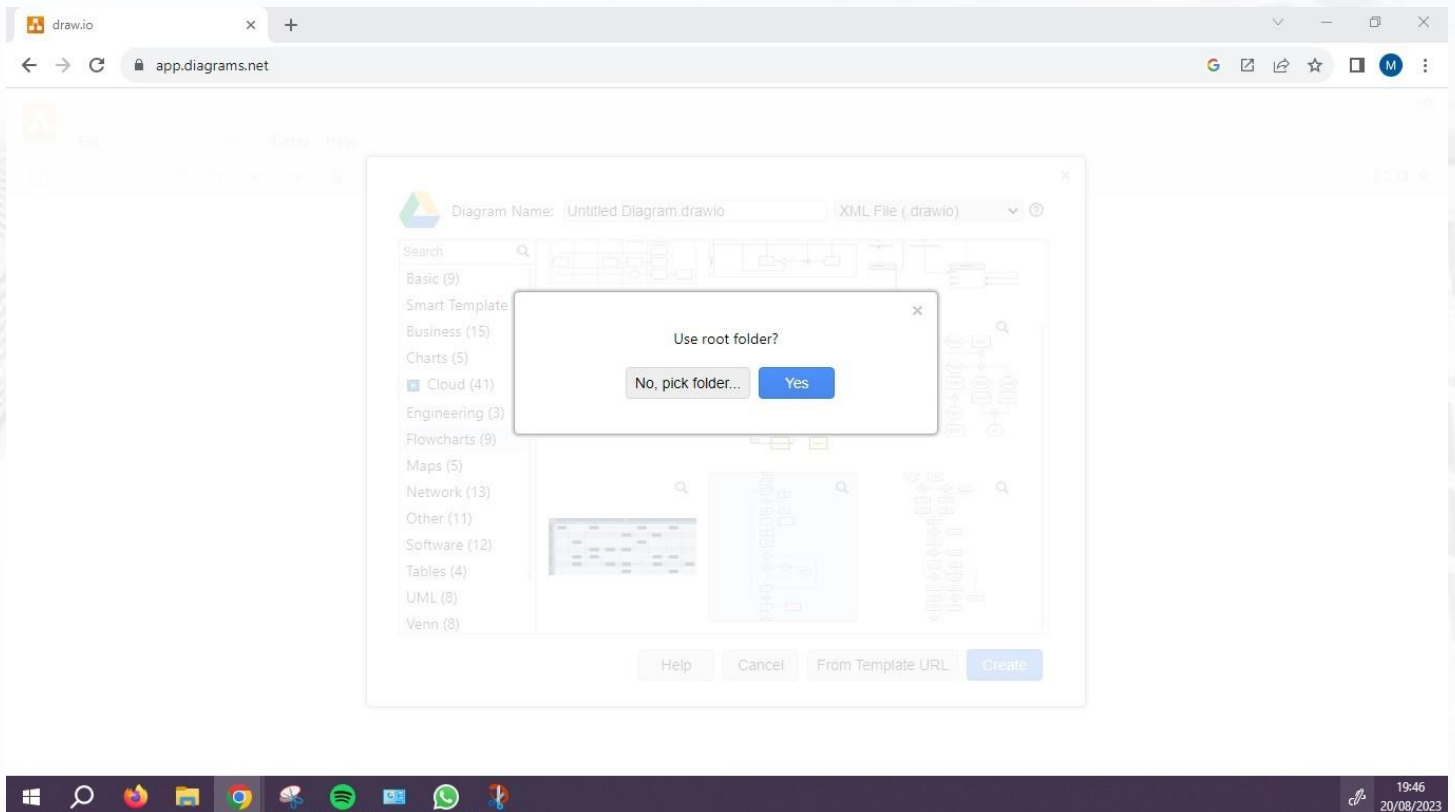 draw.io
app.diagrams.net
M
File
Extras Help
Diagram Name: Untitled Diagram.drawio XML File (.drawio)
Search
Basic (9)
Smart Template
Business (15)
Charts (5)
Cloud (41)
Engineering (3)
Flowcharts (9)
Maps (5)
Network (13)
Other (11)
Software (12)
Tables (4)
UML (8)
Venn (8)
Use root folder?
No, pick folder... Yes
Help Cancel From Template URL Create
19:46
20/08/2023